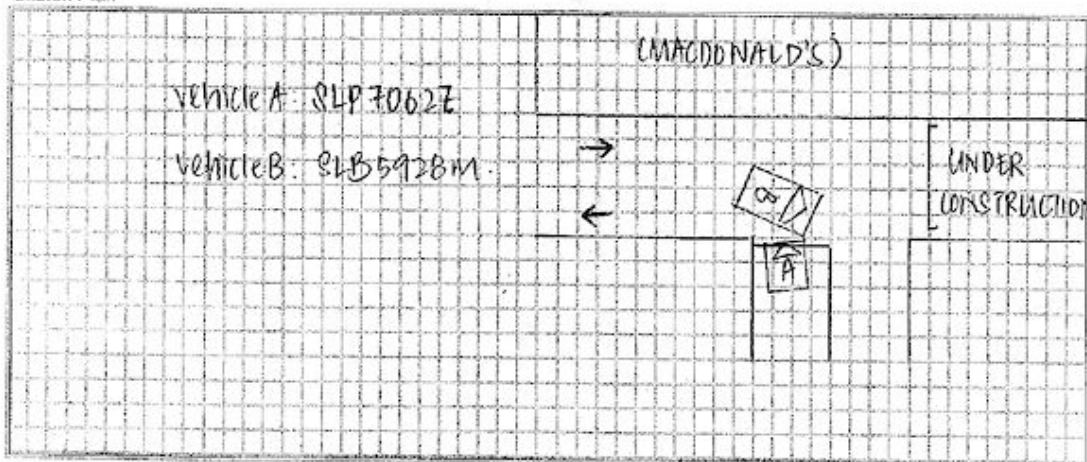 (MACDONALD'S)
vehicle A: SLP7062Z
vehicle B: SLB5928M.
UNDER
CONSTRUCTION
B
A